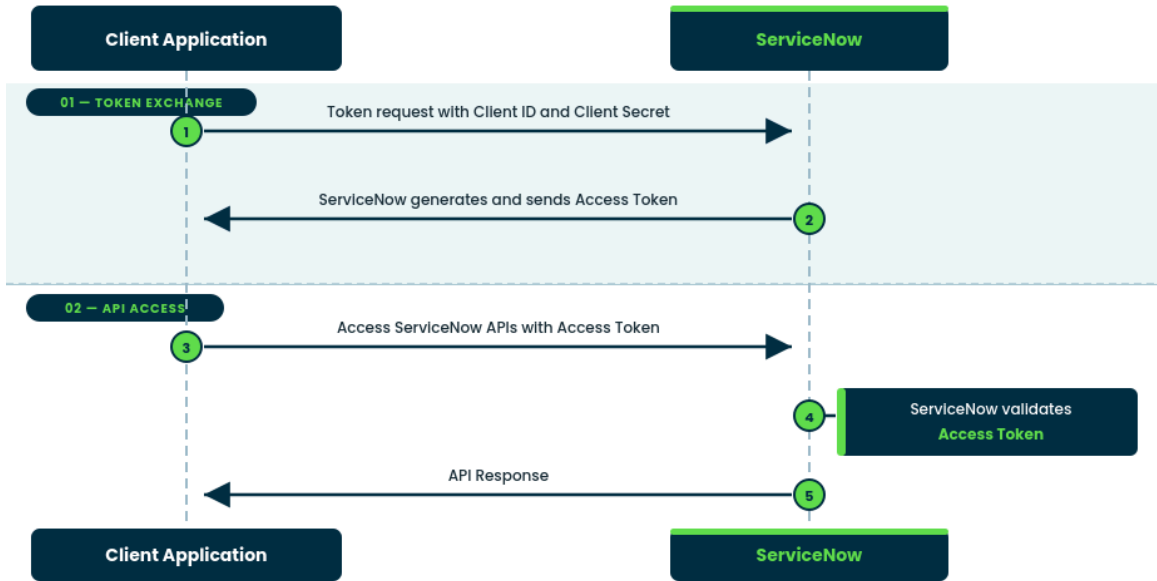 Client Application
ServiceNow
01 — TOKEN EXCHANGE
Token request with Client ID and Client Secret
1
ServiceNow generates and sends Access Token
2
02 — API ACCESS
Access ServiceNow APIs with Access Token
3
4
ServiceNow validates
Access Token
API Response
5
Client Application
ServiceNow